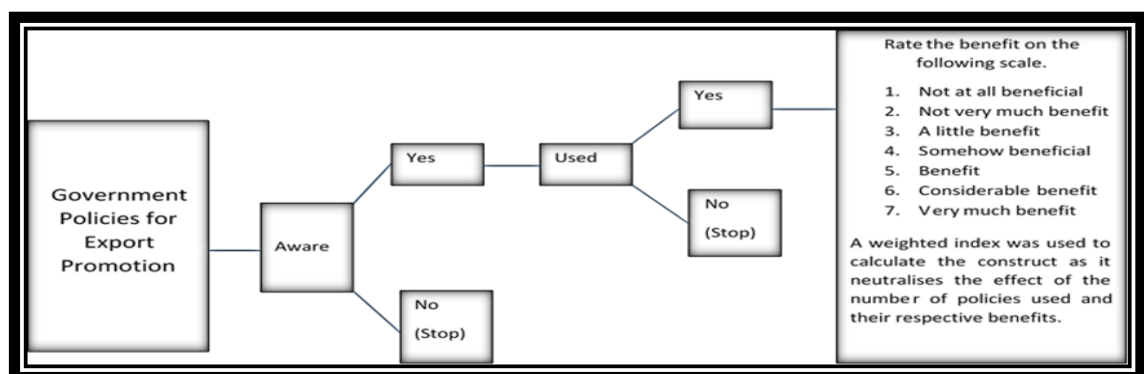 Government
Policies for
Export
Promotion
Aware
Yes
No
(Stop)
Used
Yes
No
(Stop)
Rate the benefit on the
following scale.
1. Not at all beneficial
2. Not very much benefit
3. A little benefit
4. Somehow beneficial
5. Benefit
6. Considerable benefit
7. Very much benefit
A weighted index was used to
calculate the construct as it
neutralises the effect of the
number of policies used and
their respective benefits.